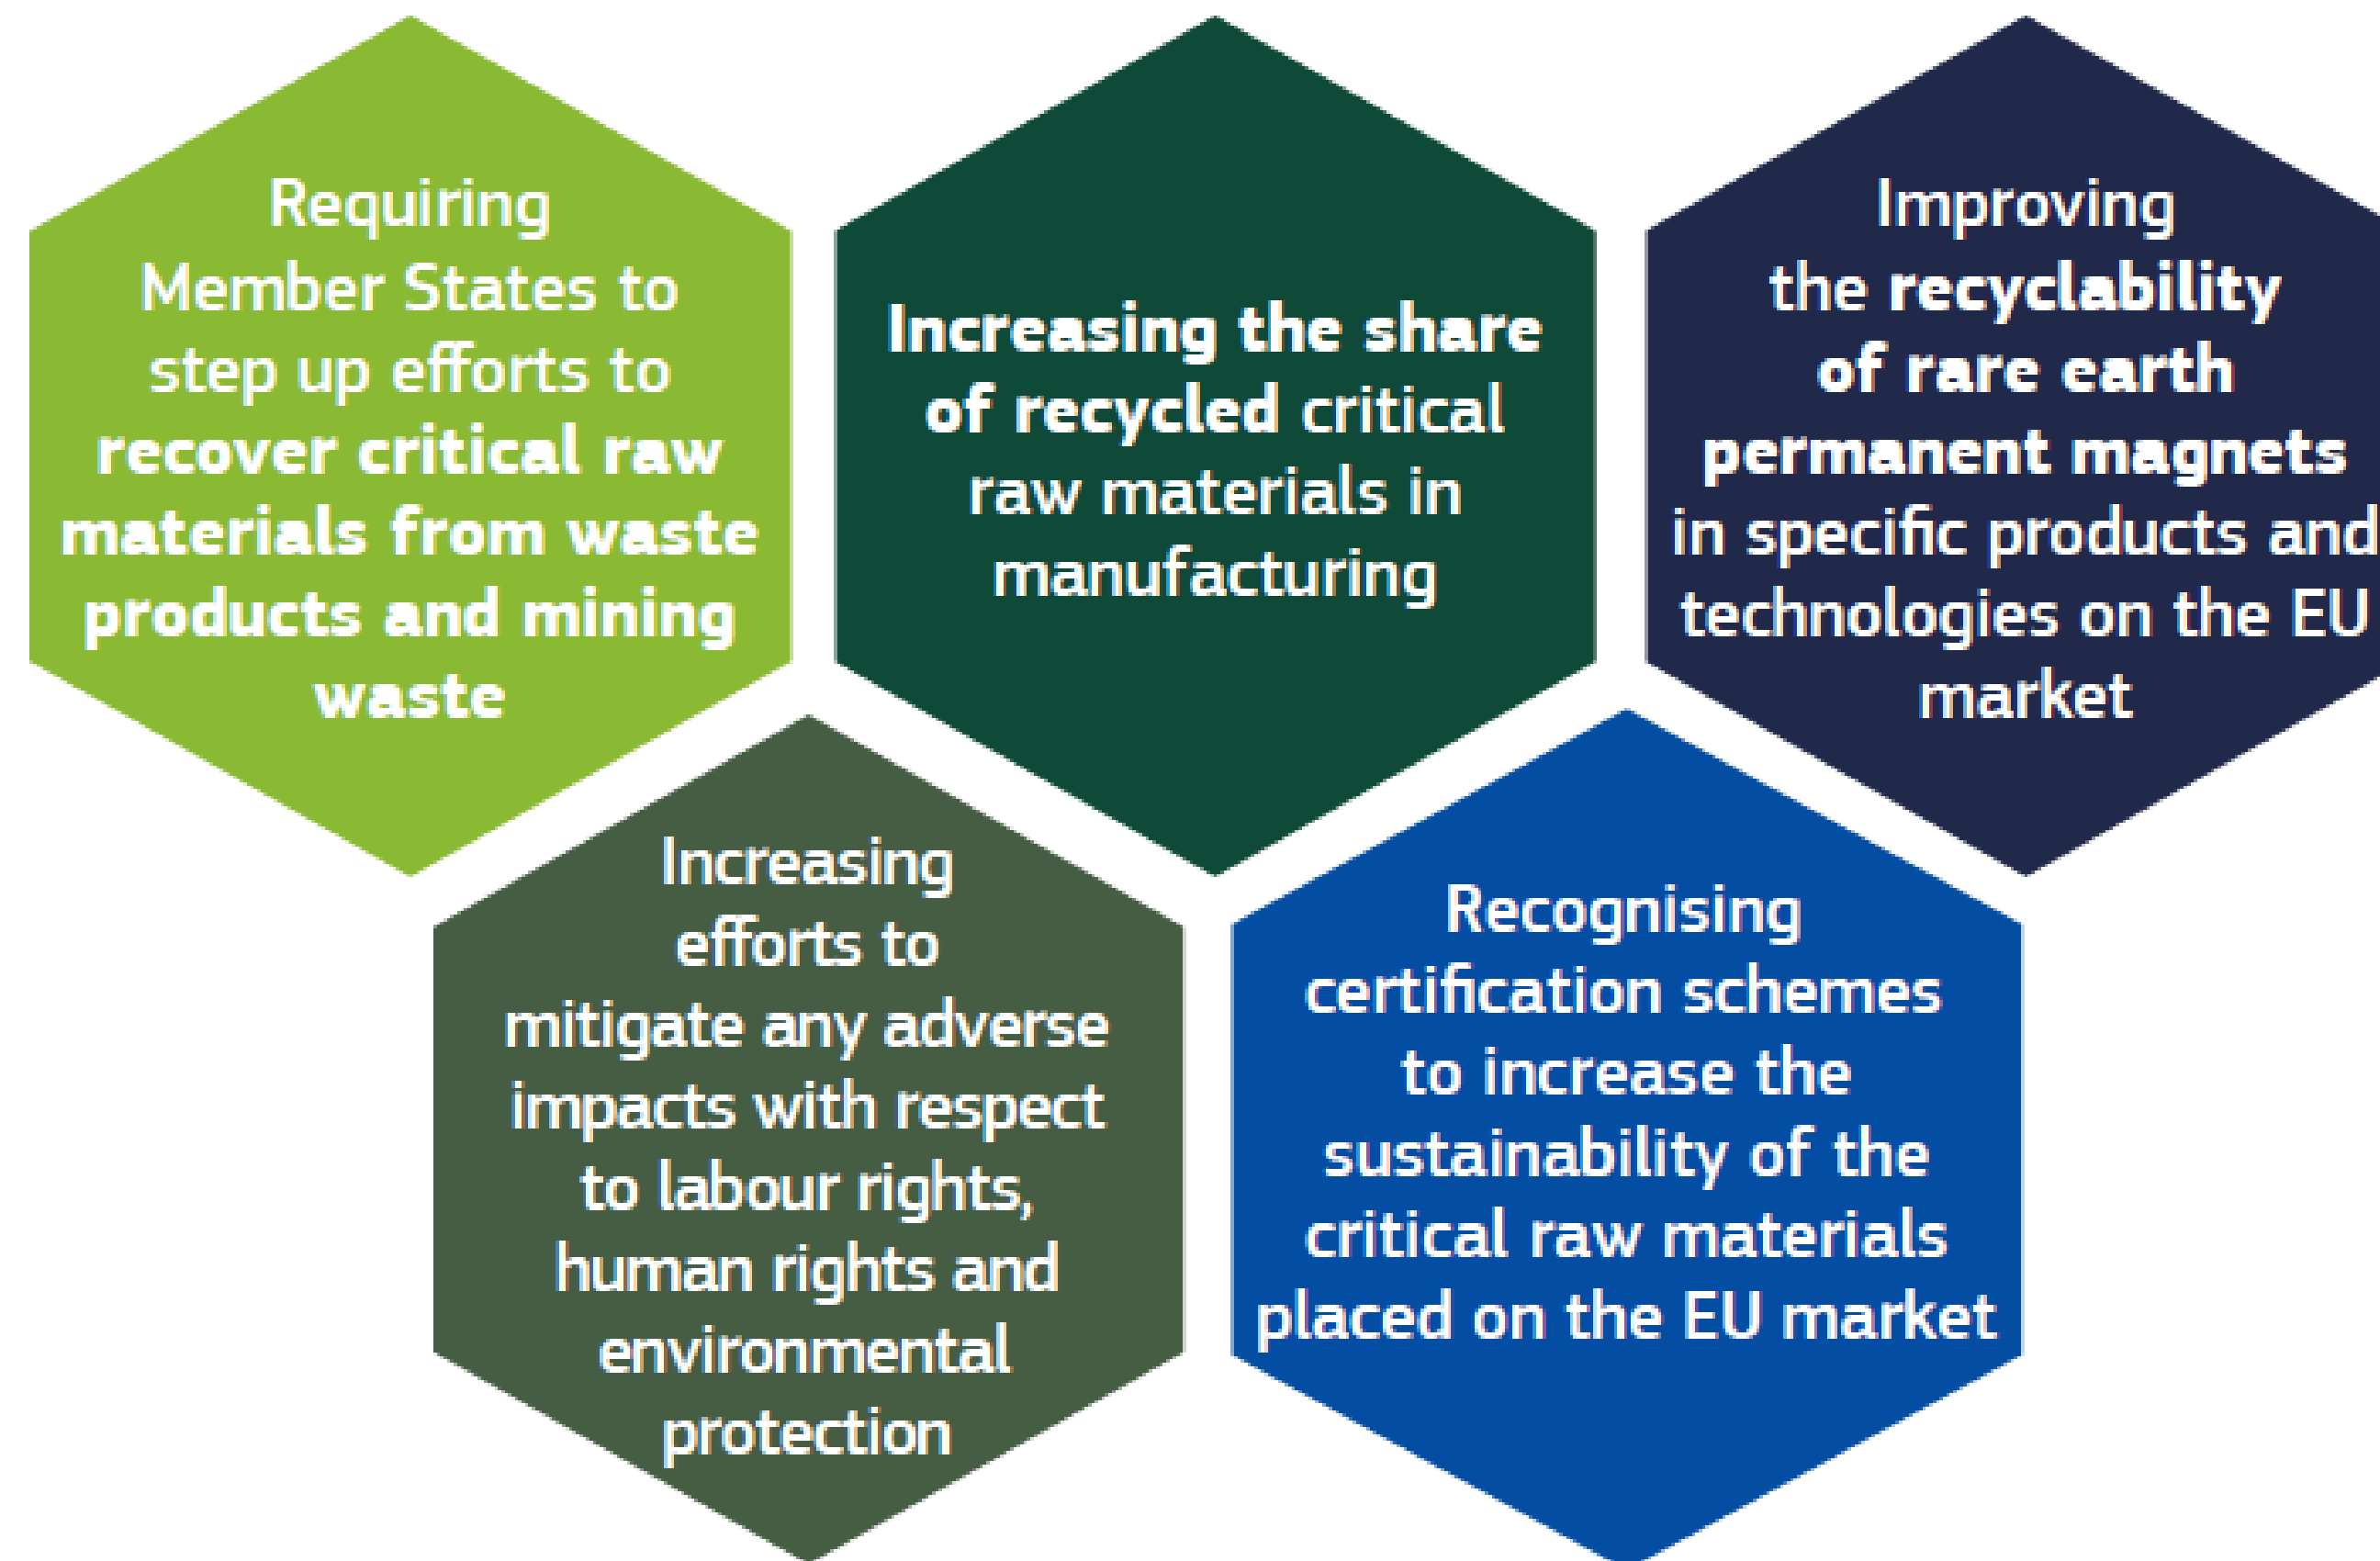 Requiring
Member States to
step up efforts to
recover critical raw
materials from waste
products and mining
waste
Increasing the share
of recycled critical
raw materials in
manufacturing
Improving
the recyclability
of rare earth
permanent magnets
in specific products and
technologies on the EU
market
Increasing
efforts to
mitigate any adverse
impacts with respect
to labour rights,
human rights and
environmental
protection
Recognising
certification schemes
to increase the
sustainability of the
critical raw materials
placed on the EU market